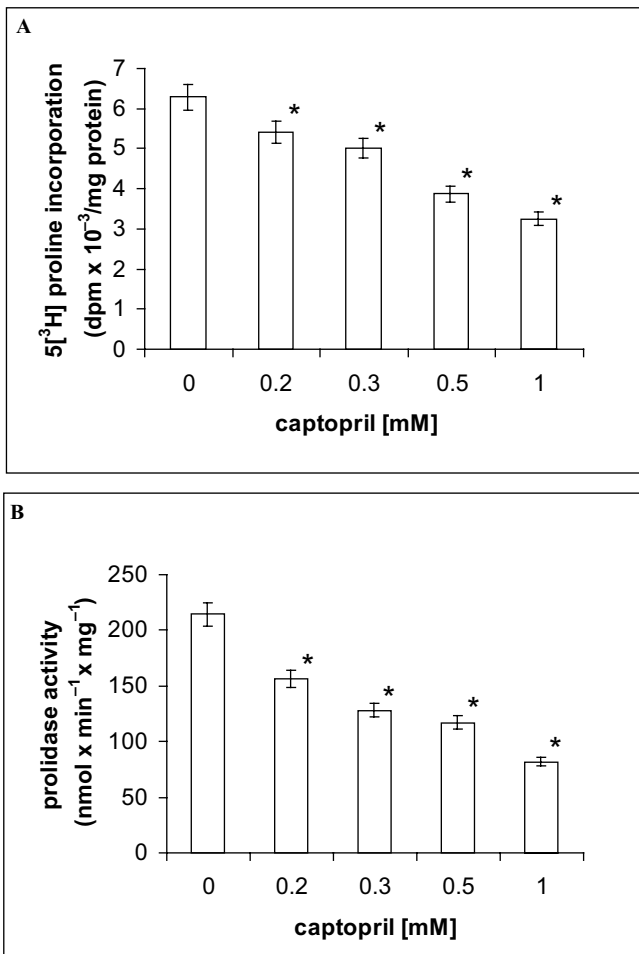 A
5[³H] proline incorporation
(dpm x 10⁻³/mg protein)
7
6
5
4
3
2
1
0
*
*
*
*
0 0.2 0.3 0.5 1
captopril [mM]
B
prolidase activity
(nmol x min⁻¹ x mg⁻¹)
250
200
150
100
50
0
*
*
*
*
0 0.2 0.3 0.5 1
captopril [mM]